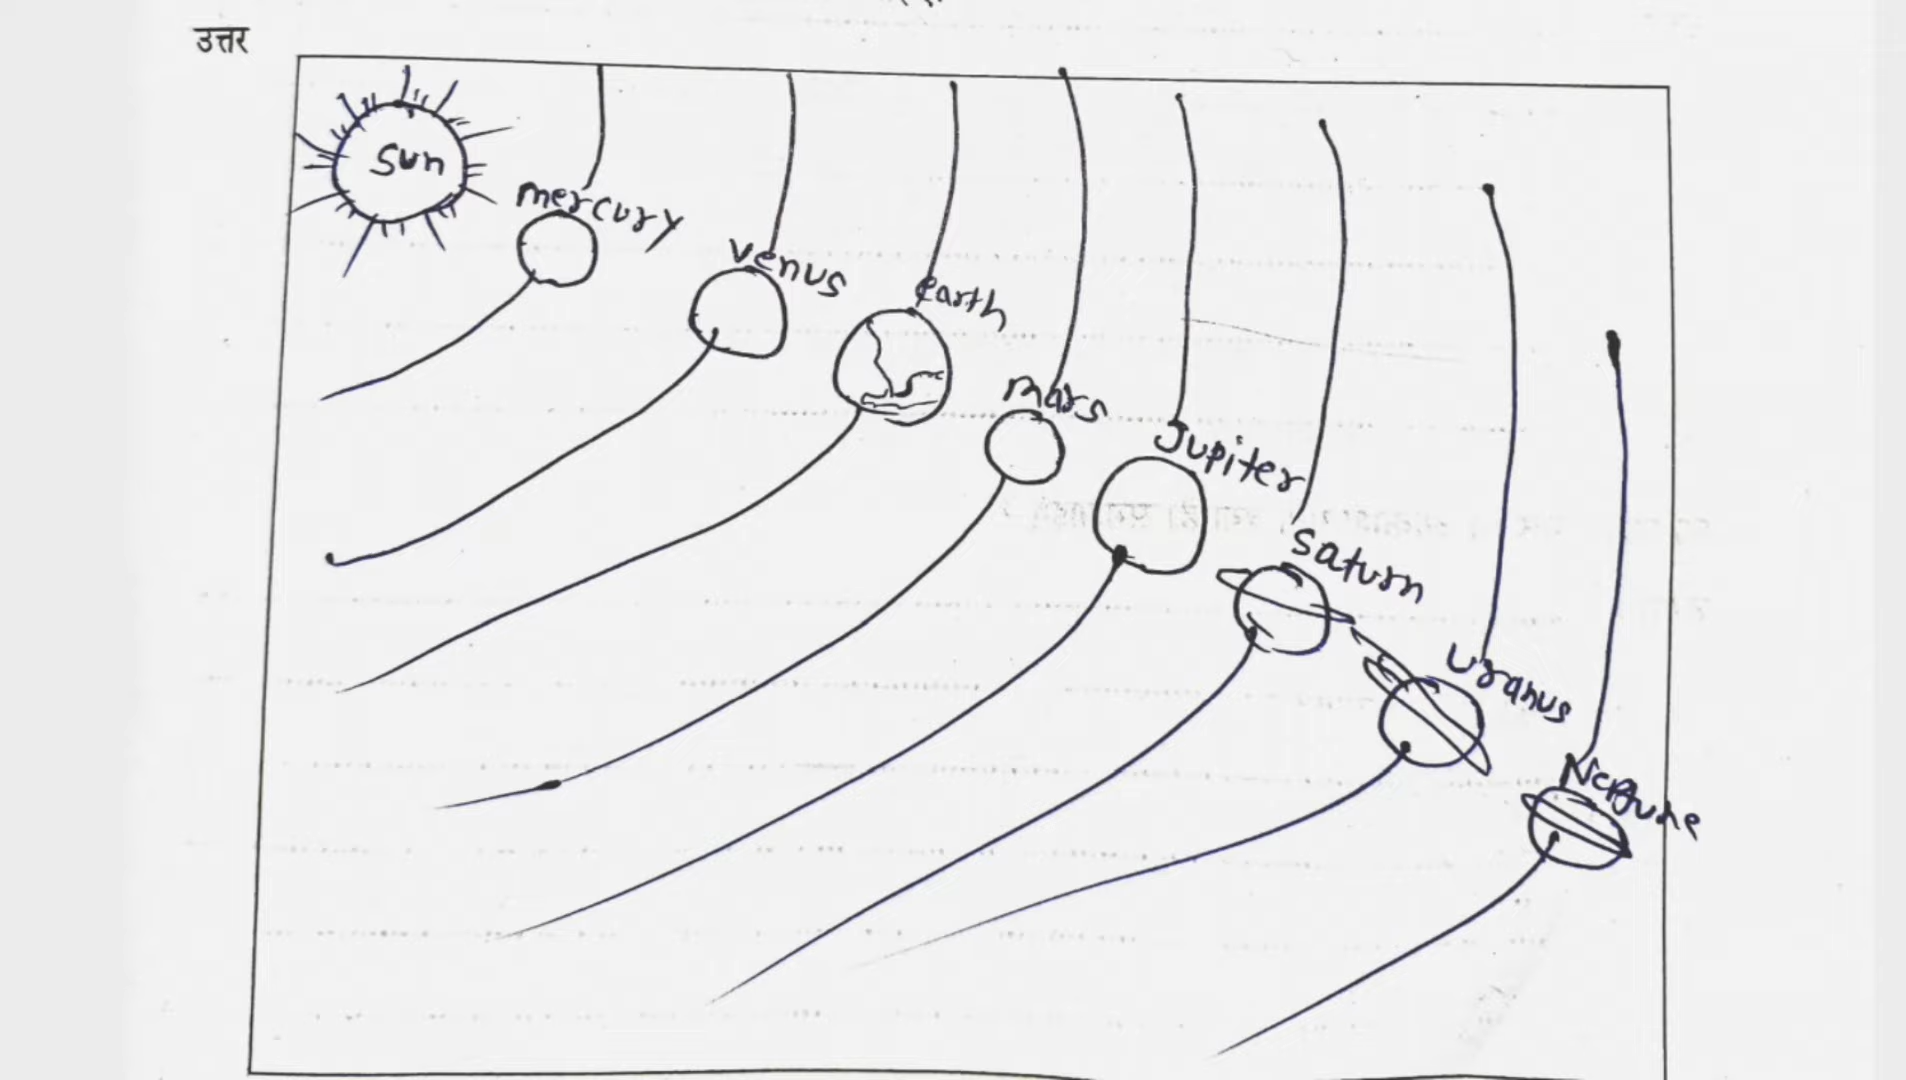 उत्तर
Sun
mercury
venus
earth
mars
Jupiter
saturn
Uranus
Neptune